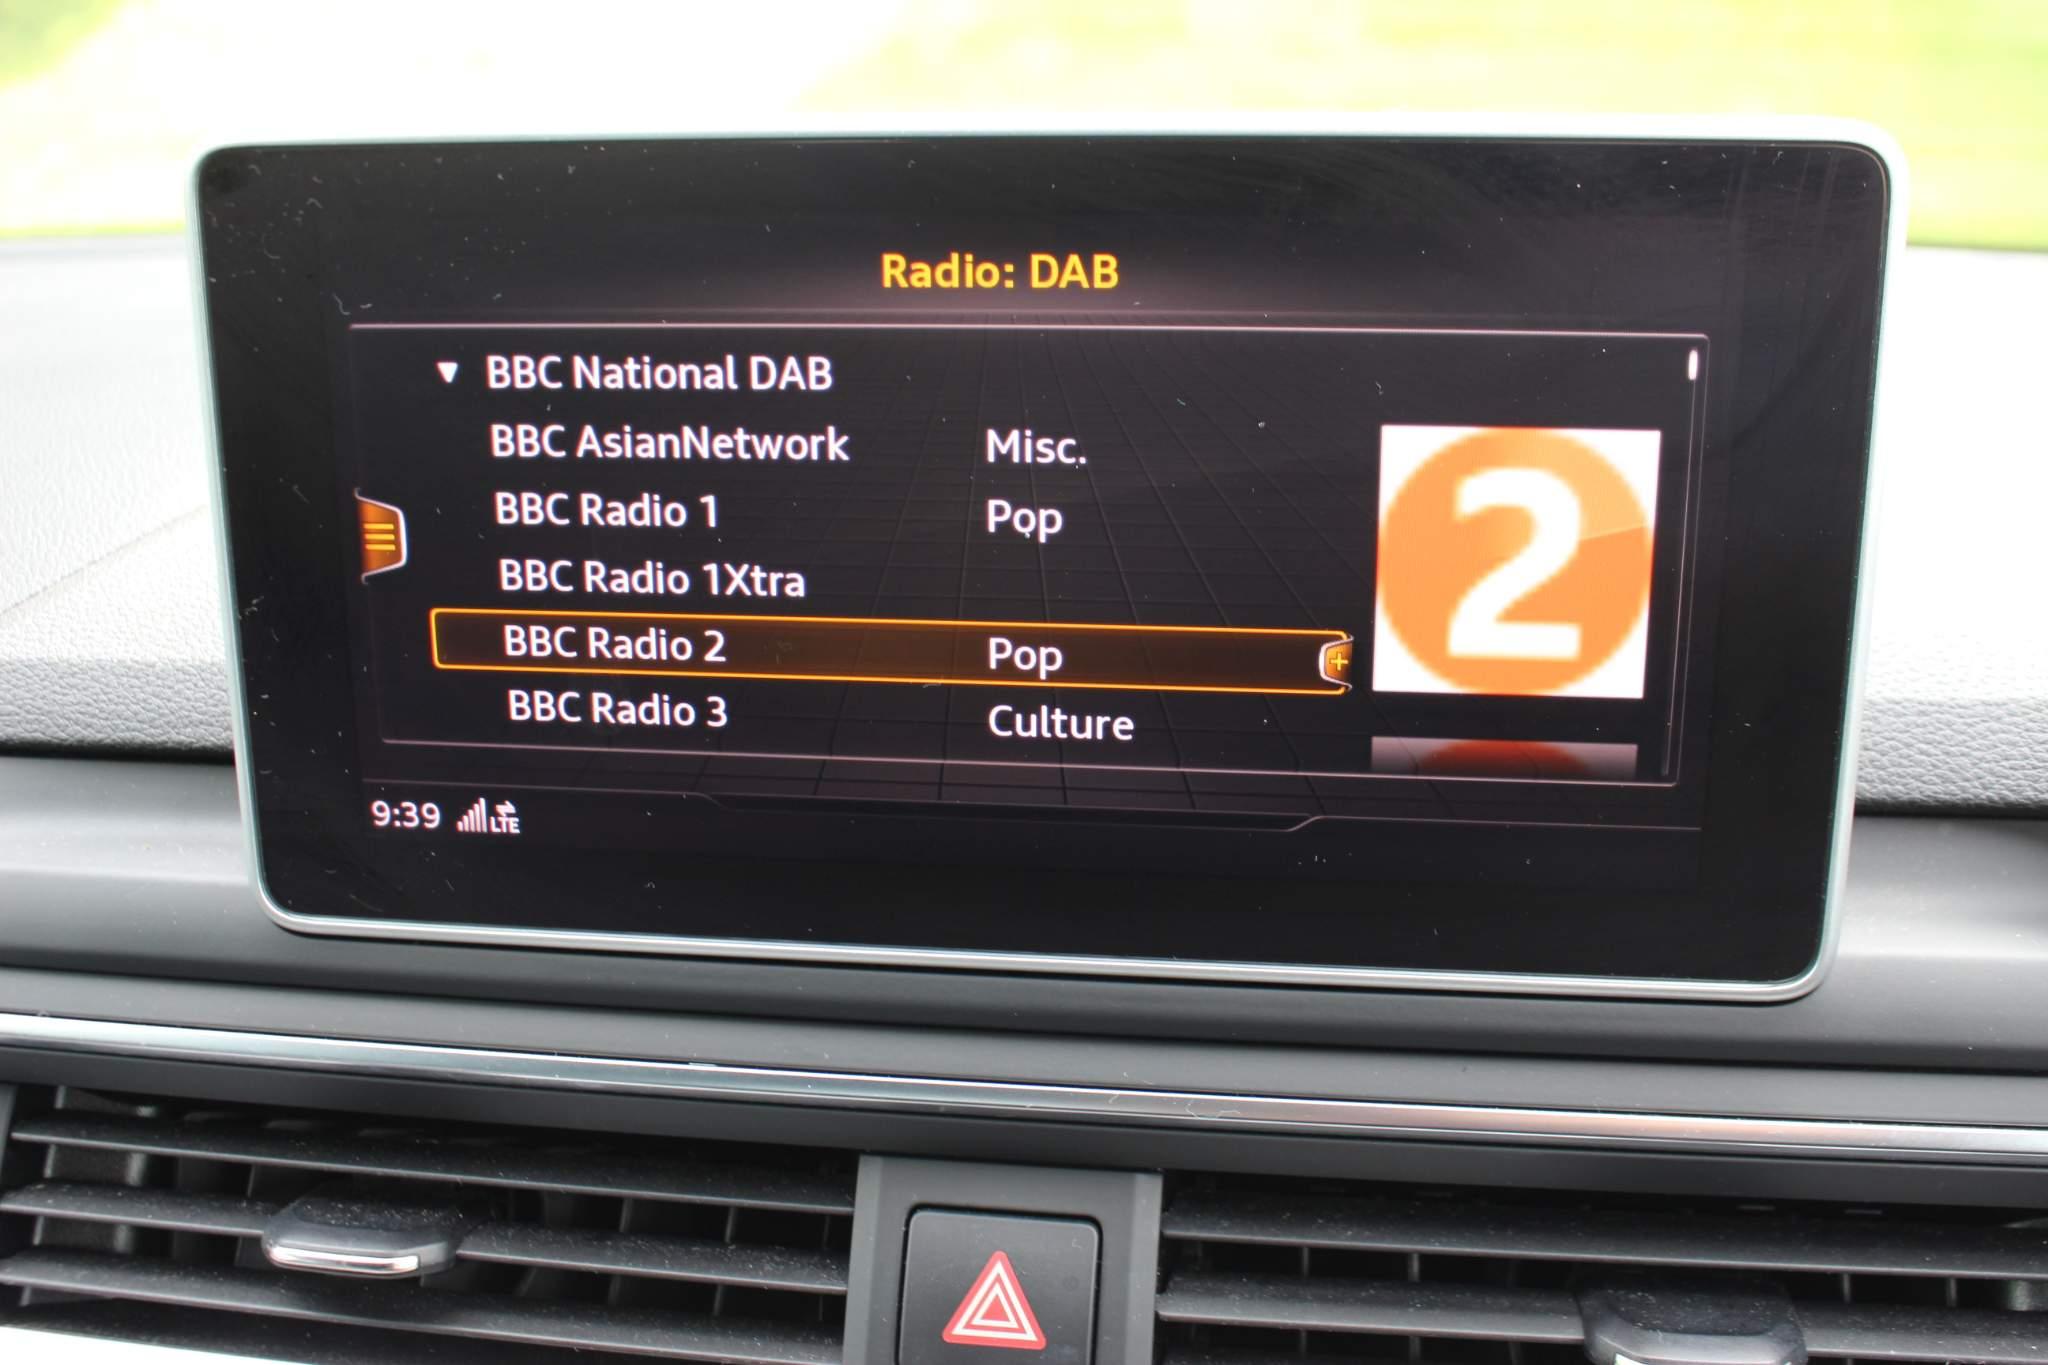 Radio: DAB
BBC National DAB
BBC AsianNetwork Misc.
BBC Radio 1 Pop
BBC Radio 1Xtra
BBC Radio 2 Pop
BBC Radio 3 Culture
2
9:39 LTE